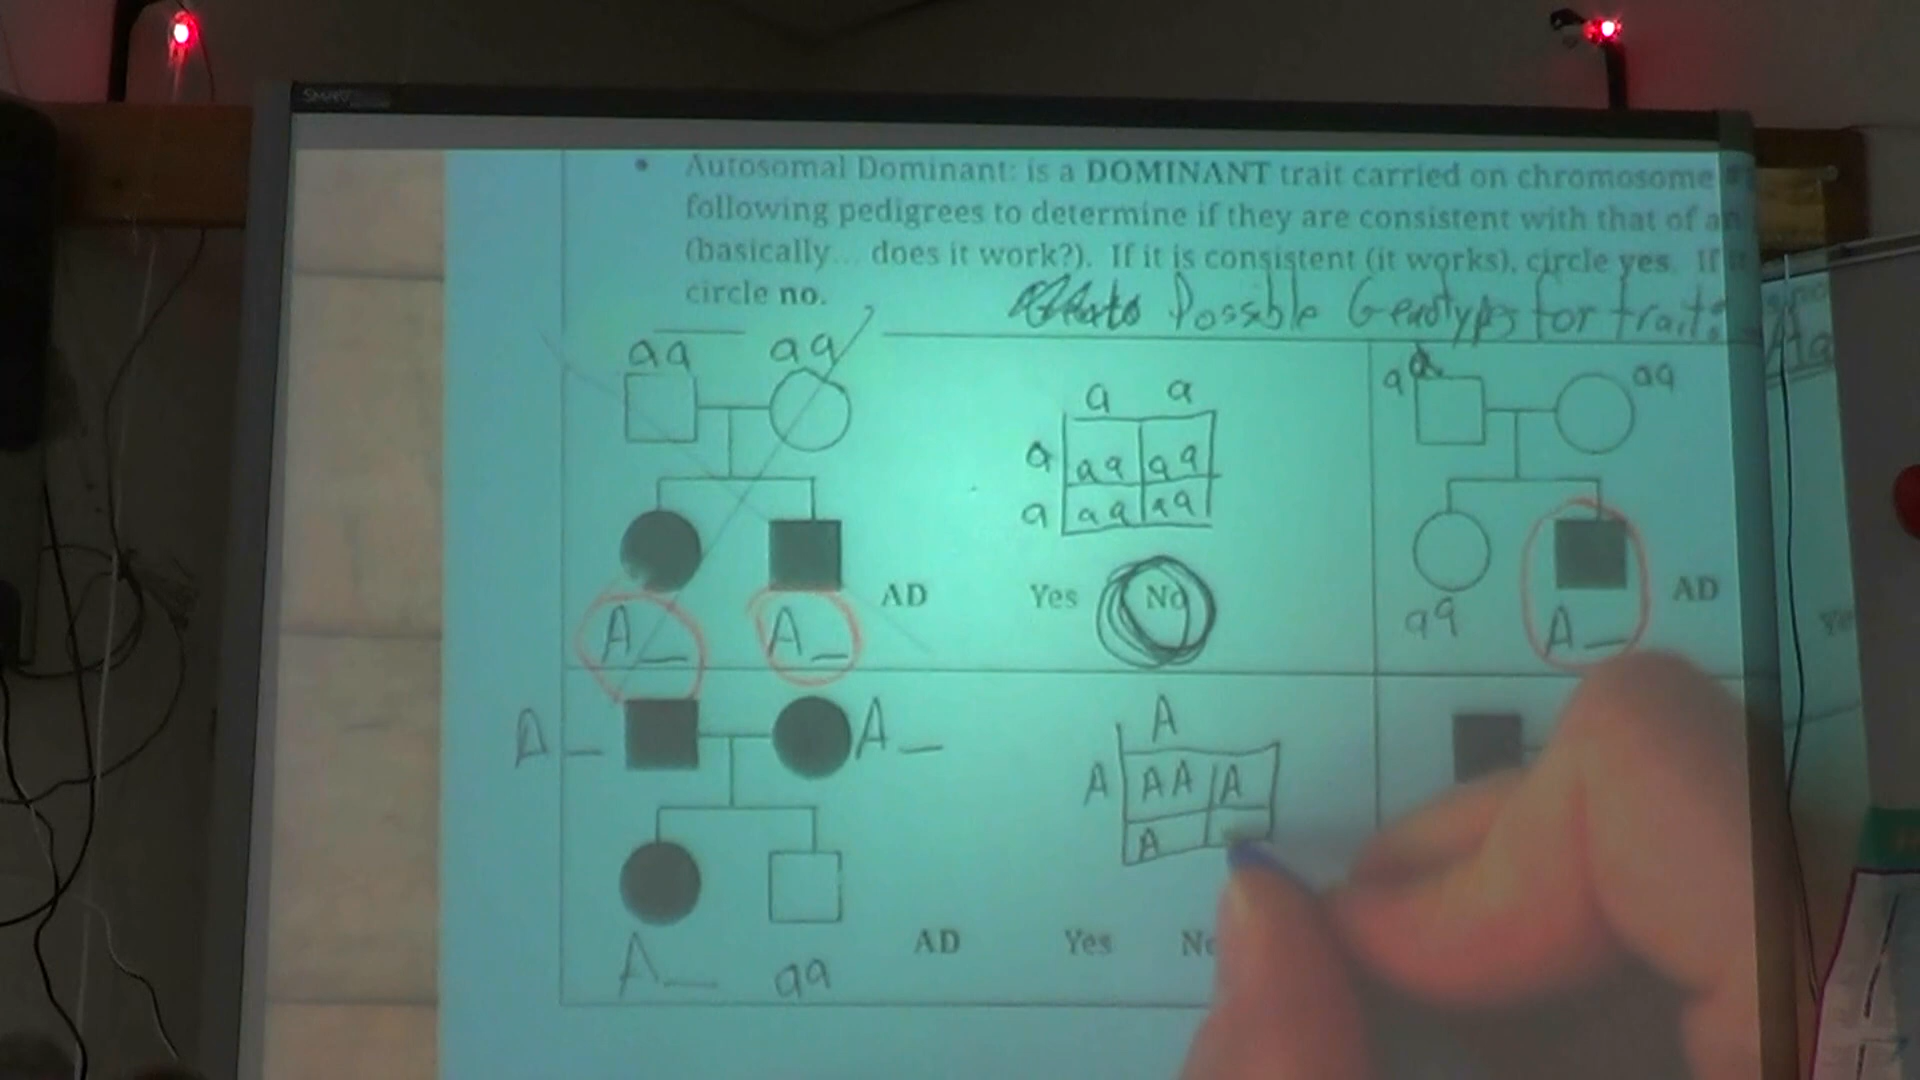 SMART
• Autosomal Dominant: is a DOMINANT trait carried on chromosome
following pedigrees to determine if they are consistent with that of an
(basically... does it work?). If it is consistent (it works), circle yes. If it
circle no.
Possble Genotypes for trait:
aa aa
a a
a aa aa
a aa aa
AD Yes No
A_ A_
aa aa
AD
aa A_
A_ A_
A
A AA A
A
AD Yes No
A_ aa